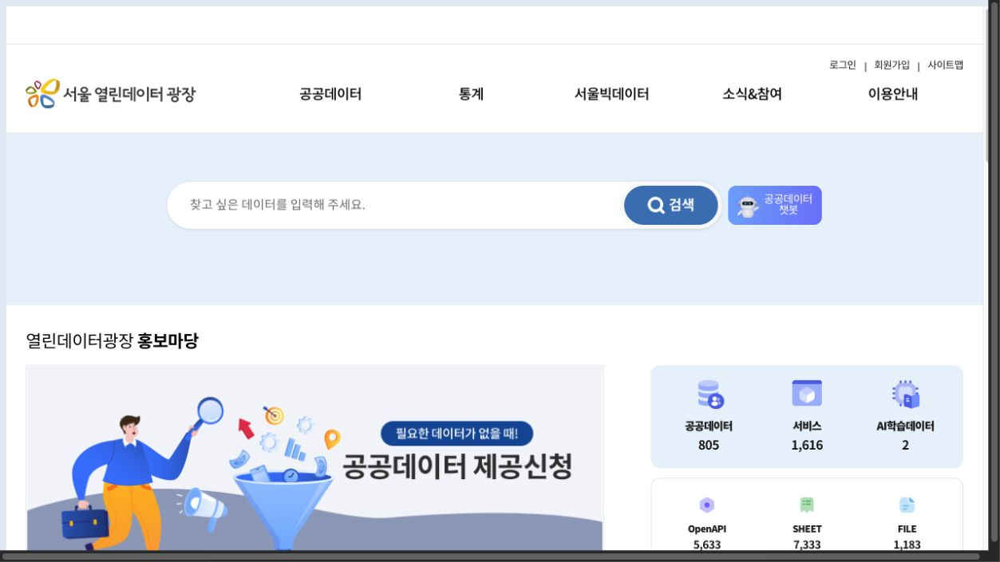 로그인 | 회원가입 | 사이트맵
서울 열린데이터 광장
공공데이터 통계 서울빅데이터 소식&참여 이용안내
찾고 싶은 데이터를 입력해 주세요.
검색
공공데이터
챗봇
열린데이터광장 홍보마당
필요한 데이터가 없을 때!
공공데이터 제공신청
공공데이터 서비스 AI학습데이터
805 1,616 2
OpenAPI SHEET FILE
5,633 7,333 1,183